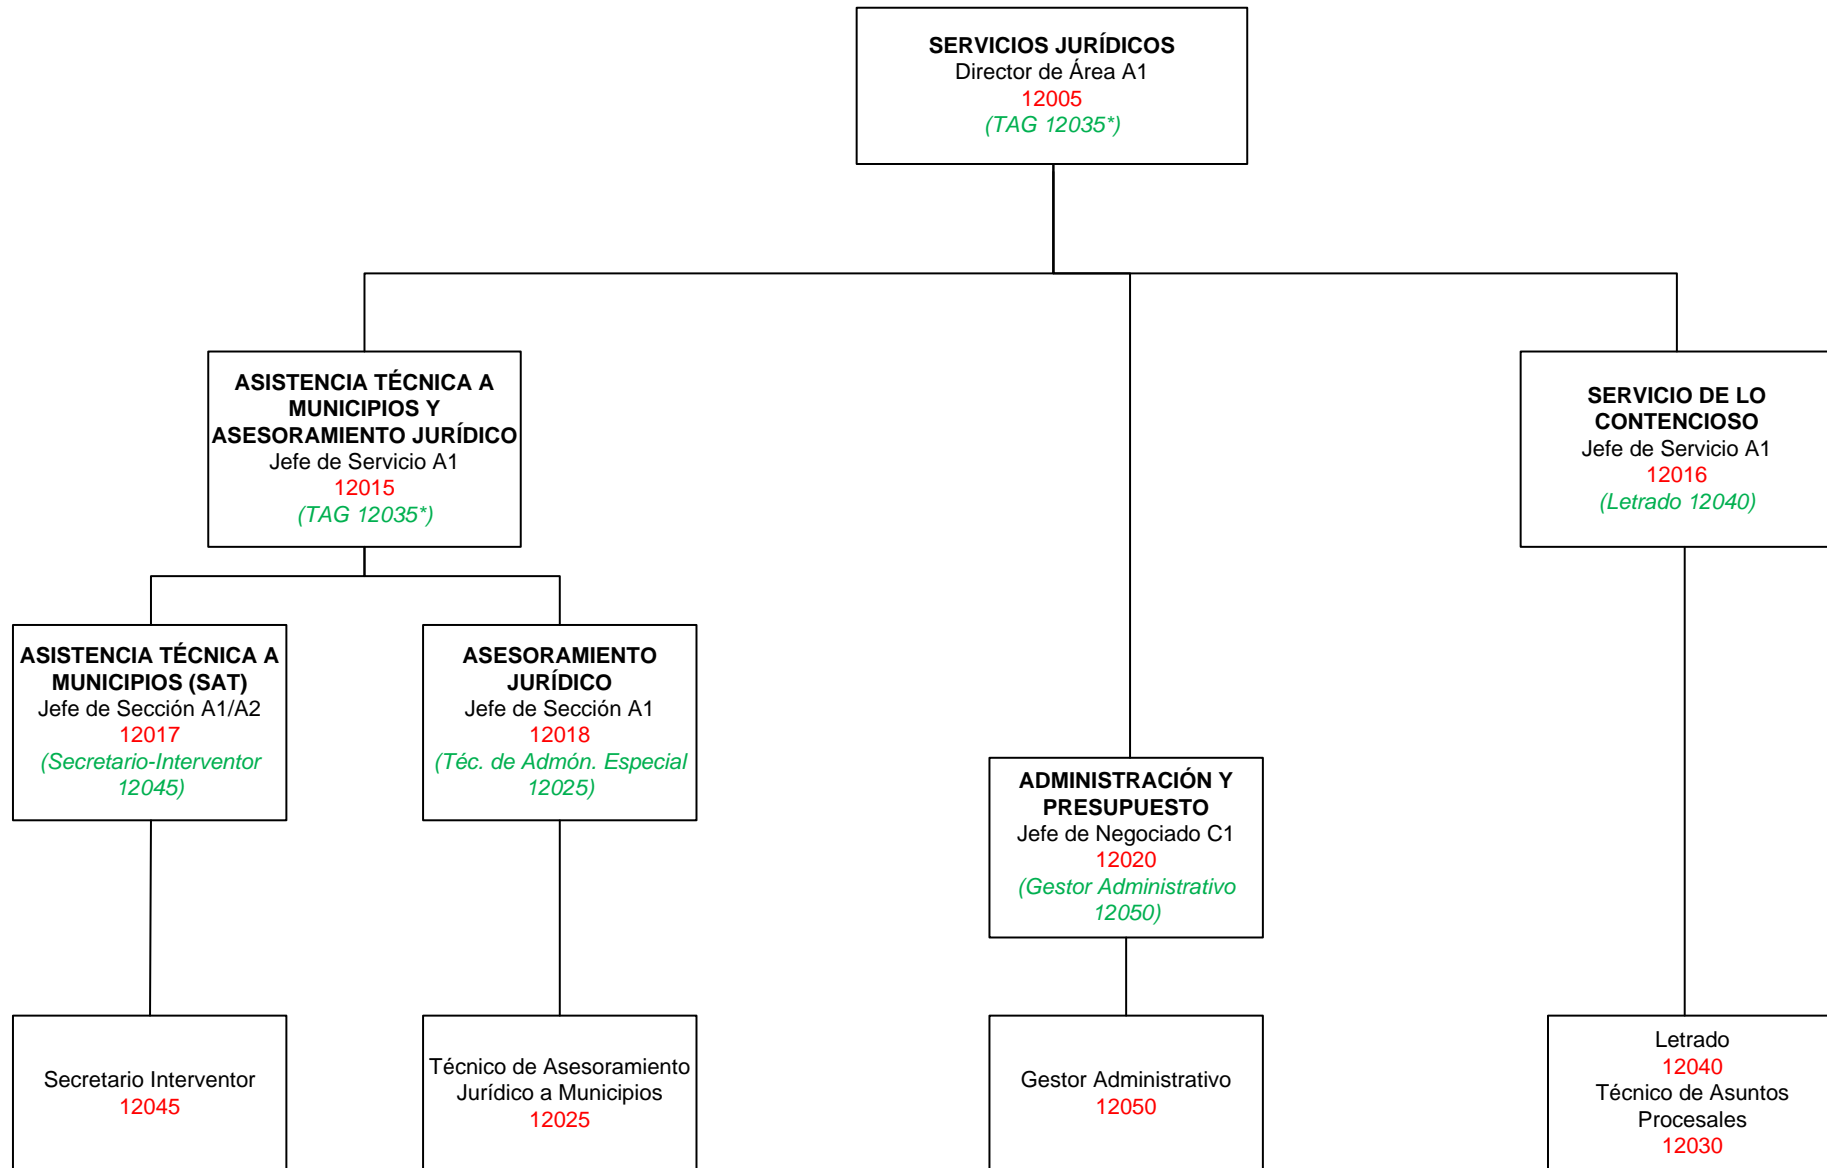 SERVICIOS JURÍDICOS
Director de Área A1
12005
(TAG 12035*)
ASISTENCIA TÉCNICA A
MUNICIPIOS Y
ASESORAMIENTO JURÍDICO
Jefe de Servicio A1
12015
(TAG 12035*)
SERVICIO DE LO
CONTENCIOSO
Jefe de Servicio A1
12016
(Letrado 12040)
ASISTENCIA TÉCNICA A
MUNICIPIOS (SAT)
Jefe de Sección A1/A2
12017
(Secretario-Interventor
12045)
ASESORAMIENTO
JURÍDICO
Jefe de Sección A1
12018
(Téc. de Admón. Especial
12025)
ADMINISTRACIÓN Y
PRESUPUESTO
Jefe de Negociado C1
12020
(Gestor Administrativo
12050)
Secretario Interventor
12045
Técnico de Asesoramiento
Jurídico a Municipios
12025
Gestor Administrativo
12050
Letrado
12040
Técnico de Asuntos
Procesales
12030